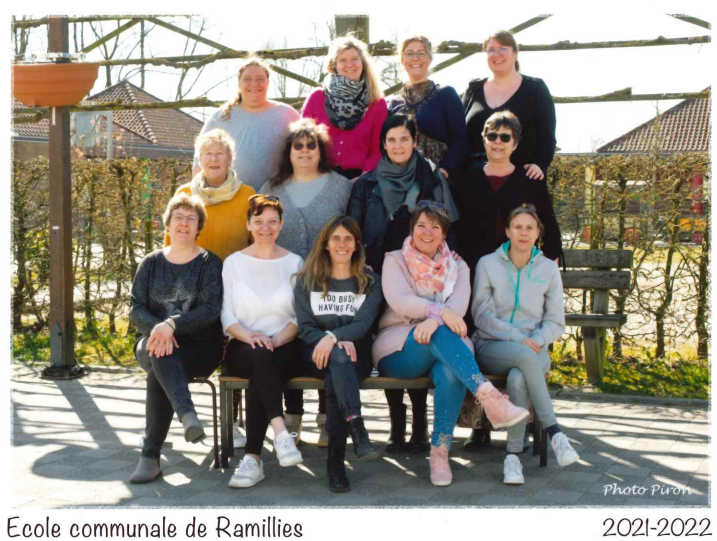 TOO BUSY
HAVING FUN
Photo Piron
Ecole communale de Ramillies
2021-2022